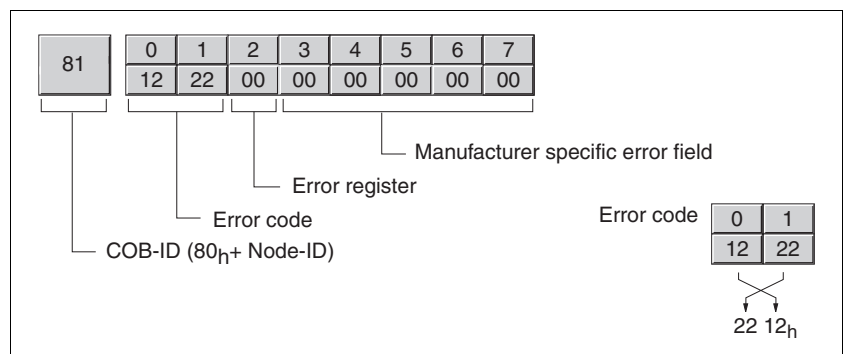 81
0 1 2 3 4 5 6 7
12 22 00 00 00 00 00 00
Manufacturer specific error field
Error register
Error code
COB-ID (80h+ Node-ID)
Error code
0 1
12 22
22 12h